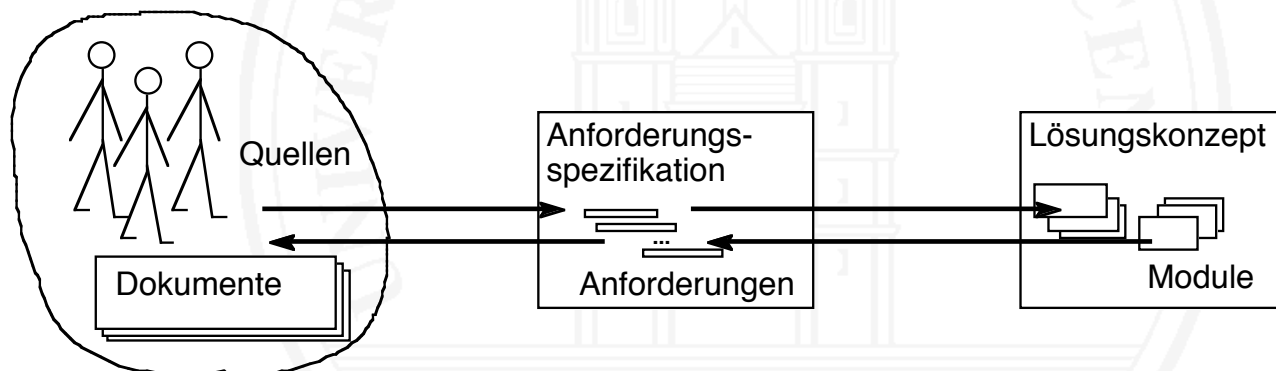 Quellen
Dokumente
Anforderungs-
spezifikation
...
Anforderungen
Lösungskonzept
Module